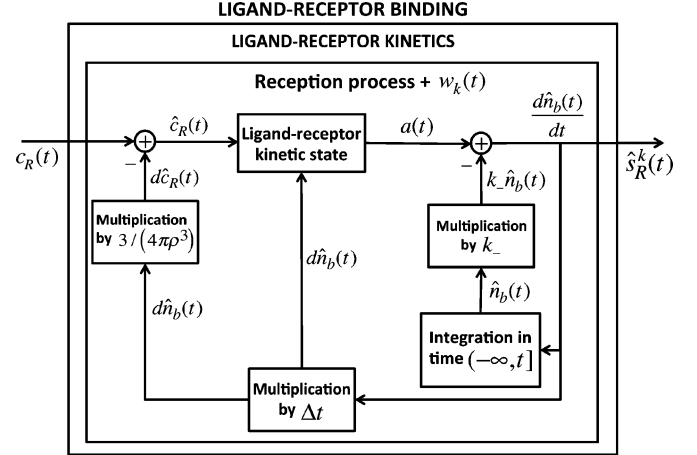 LIGAND-RECEPTOR BINDING
LIGAND-RECEPTOR KINETICS
Reception process + w_k(t)
c_R(t)
+
−
ĉ_R(t)
dĉ_R(t)
Ligand-receptor
kinetic state
a(t)
+
−
dn̂_b(t)
dt
ŝ_R^k(t)
k_n̂_b(t)
Multiplication
by 3/(4πρ³)
Multiplication
by k_
dn̂_b(t)
dn̂_b(t)
n̂_b(t)
Integration in
time (−∞,t]
Multiplication
by Δt